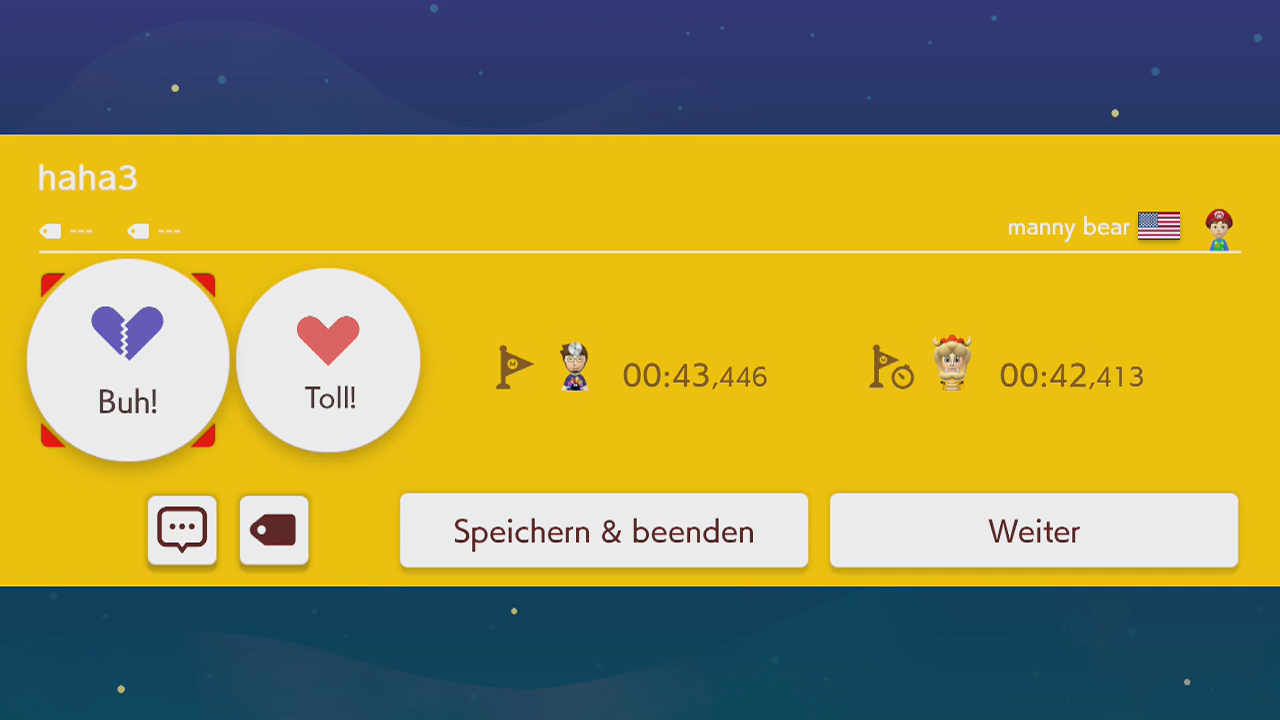 haha3
--- ---
manny bear
Buh!
Toll!
M
00:43,446
M
00:42,413
Speichern & beenden
Weiter